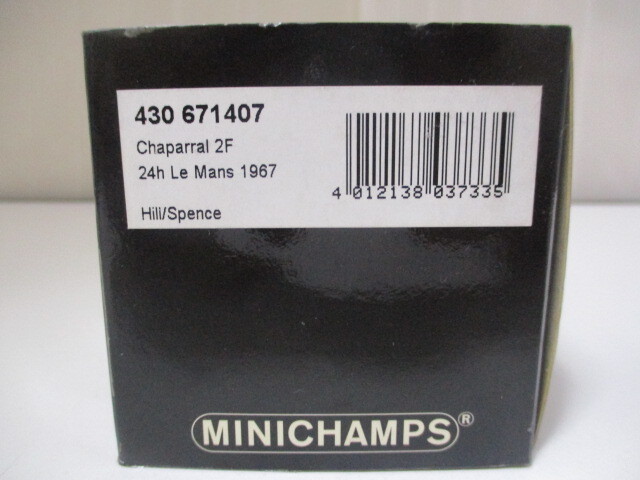 430 671407
Chaparral 2F
24h Le Mans 1967
Hill/Spence
4 012138 037335
MINICHAMPS®